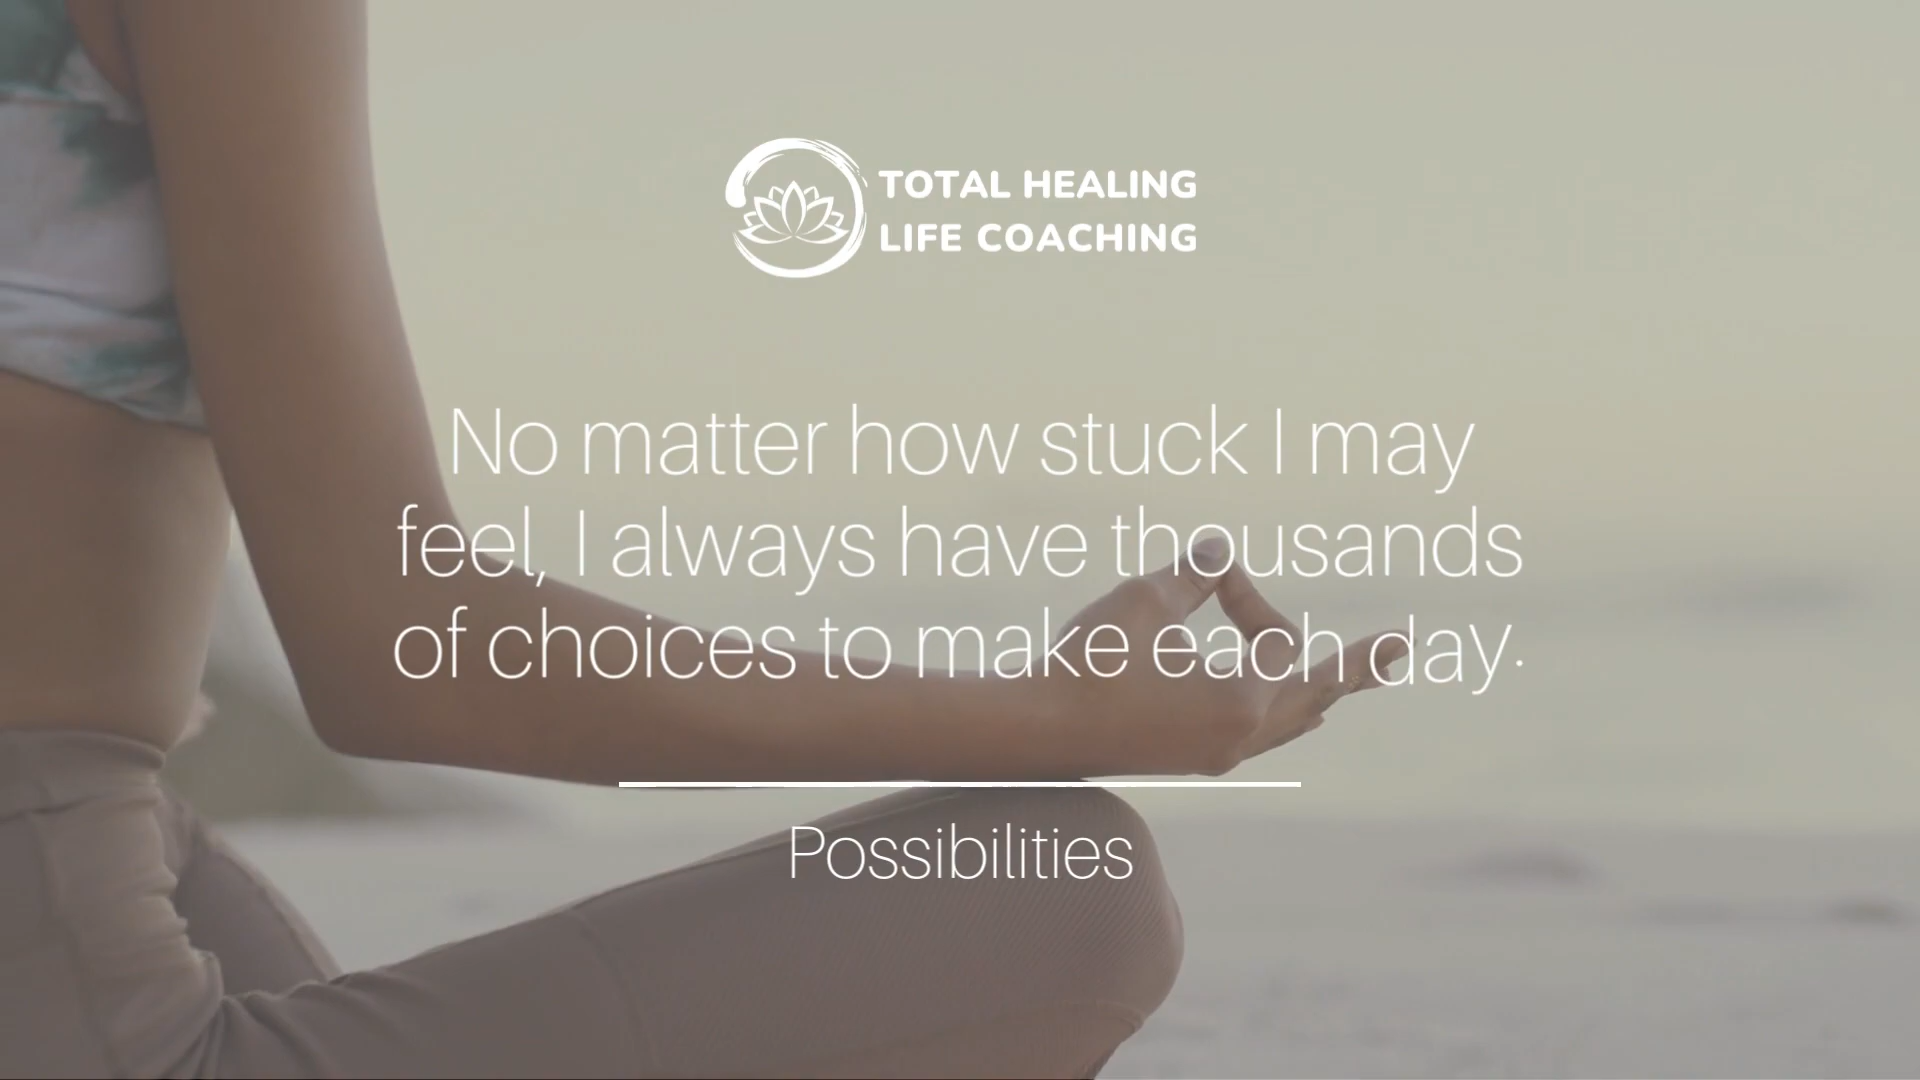 TOTAL HEALING
LIFE COACHING
No matter how stuck I may
feel, I always have thousands
of choices to make each day.
Possibilities